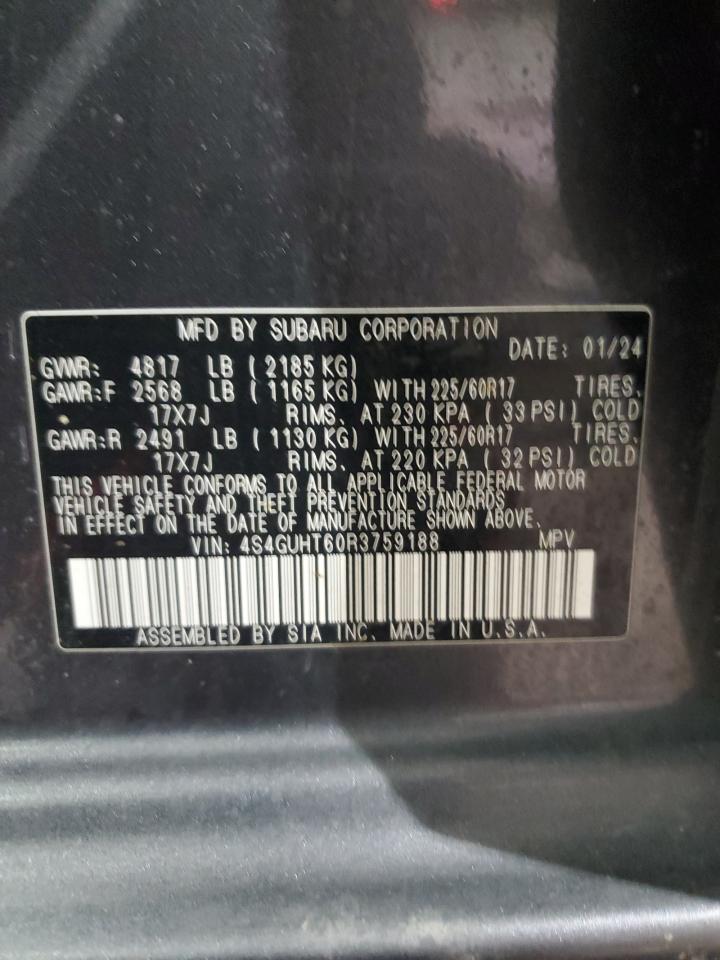 MFD BY SUBARU CORPORATION
DATE: 01/24
GVWR: 4817 LB ( 2185 KG)
GAWR:F 2568 LB ( 1165 KG) WITH 225/60R17 TIRES.
17X7J RIMS. AT 230 KPA ( 33 PSI) COLD
GAWR:R 2491 LB ( 1130 KG) WITH 225/60R17 TIRES.
17X7J RIMS. AT 220 KPA ( 32 PSI) COLD
THIS VEHICLE CONFORMS TO ALL APPLICABLE FEDERAL MOTOR
VEHICLE SAFETY AND THEFT PREVENTION STANDARDS
IN EFFECT ON THE DATE OF MANUFACTURE SHOWN ABOVE.
VIN: 4S4GUHT60R3759188 MPV
ASSEMBLED BY SIA INC. MADE IN U.S.A.